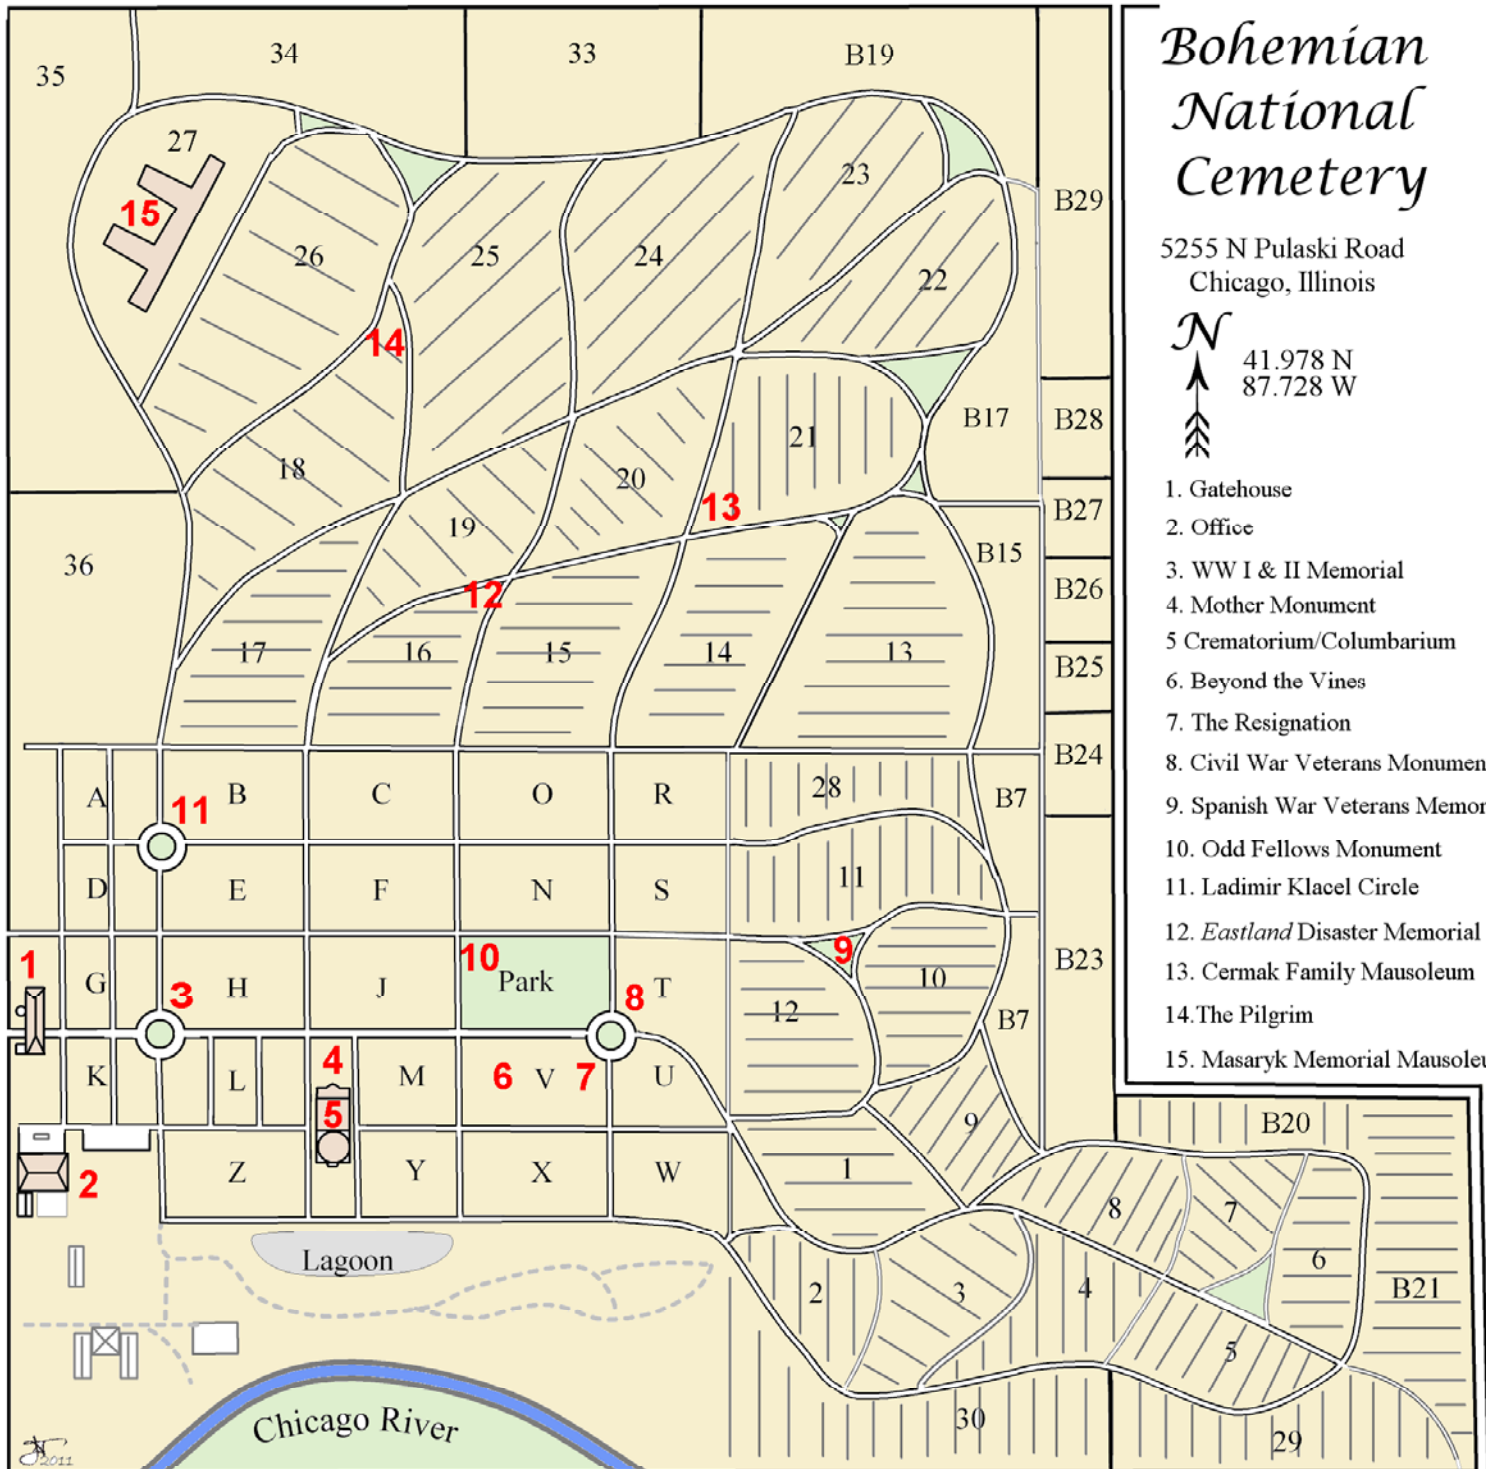 Bohemian
National
Cemetery
5255 N Pulaski Road
Chicago, Illinois
N
41.978 N
87.728 W
1. Gatehouse
2. Office
3. WW I & II Memorial
4. Mother Monument
5 Crematorium/Columbarium
6. Beyond the Vines
7. The Resignation
8. Civil War Veterans Monumen
9. Spanish War Veterans Memor
10. Odd Fellows Monument
11. Ladimir Klacel Circle
12. Eastland Disaster Memorial
13. Cermak Family Mausoleum
14.The Pilgrim
15. Masaryk Memorial Mausoleu
35
34
33
B19
27
15
26
25
24
23
22
B29
14
18
19
20
21
13
B17
B28
B27
36
12
B15
B26
17
16
15
14
13
B25
B24
A
11
B
C
O
R
28
B7
D
E
F
N
S
11
1
G
3
H
J
10
Park
8
T
9
10
12
B23
B7
K
L
4
5
M
6
V
7
U
9
B20
2
Z
Y
X
W
1
8
7
6
Lagoon
2
3
4
5
B21
Chicago River
30
29
2011